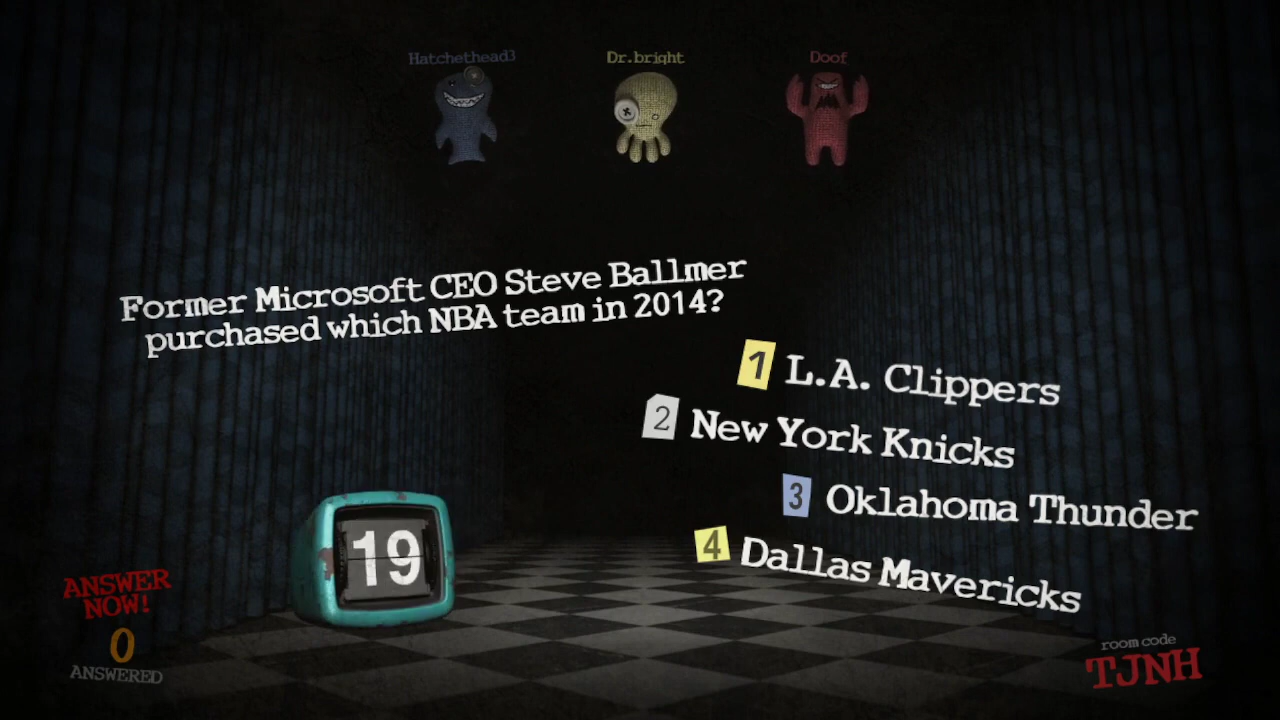 Hatchethead3
Dr.bright
Doof
Former Microsoft CEO Steve Ballmer
purchased which NBA team in 2014?
1 L.A. Clippers
2 New York Knicks
3 Oklahoma Thunder
4 Dallas Mavericks
19
ANSWER
NOW!
0
ANSWERED
room code
TJNH